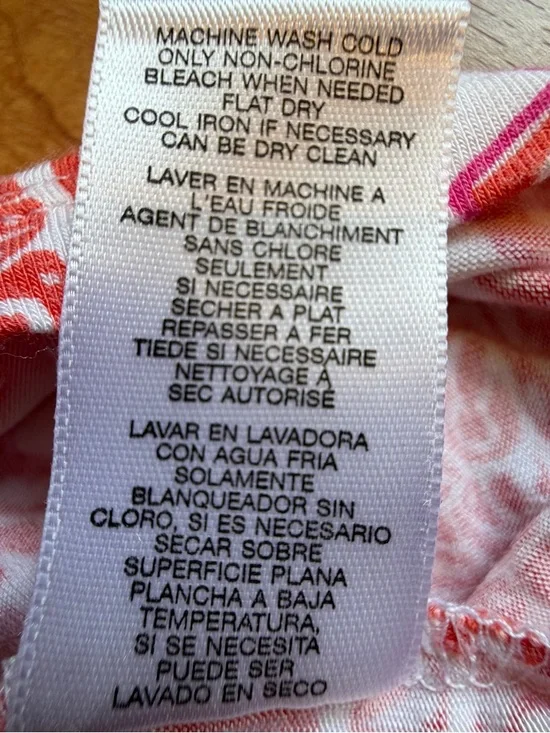 MACHINE WASH COLD
ONLY NON-CHLORINE
BLEACH WHEN NEEDED
FLAT DRY
COOL IRON IF NECESSARY
CAN BE DRY CLEAN
LAVER EN MACHINE A
L'EAU FROIDE
AGENT DE BLANCHIMENT
SANS CHLORE
SEULEMENT
SI NECESSAIRE
SECHER A PLAT
REPASSER A FER
TIEDE SI NECESSAIRE
NETTOYAGE À
SEC AUTORISÉ
LAVAR EN LAVADORA
CON AGUA FRIA
SOLAMENTE
BLANQUEADOR SIN
CLORO, SI ES NECESARIO
SECAR SOBRE
SUPERFICIE PLANA
PLANCHA A BAJA
TEMPERATURA,
SI SE NECESITA
PUEDE SER
LAVADO EN SECO